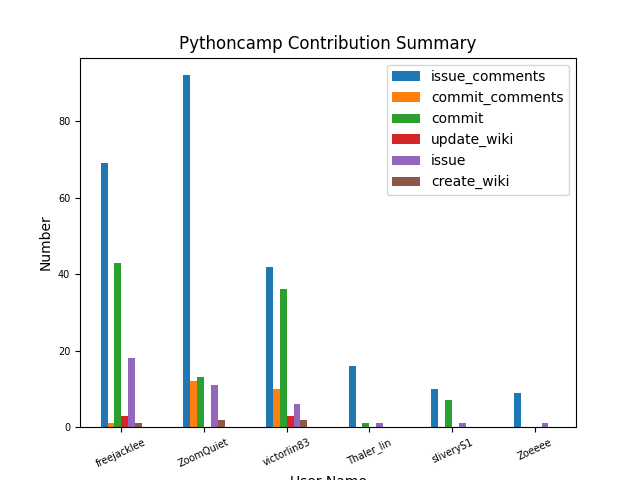 Pythoncamp Contribution Summary
issue_comments
commit_comments
commit
update_wiki
issue
create_wiki
Number
80
60
40
20
0
freejacklee
ZoomQuiet
victorlin83
Thaler_lin
sliveryS1
Zoeeee
User Name